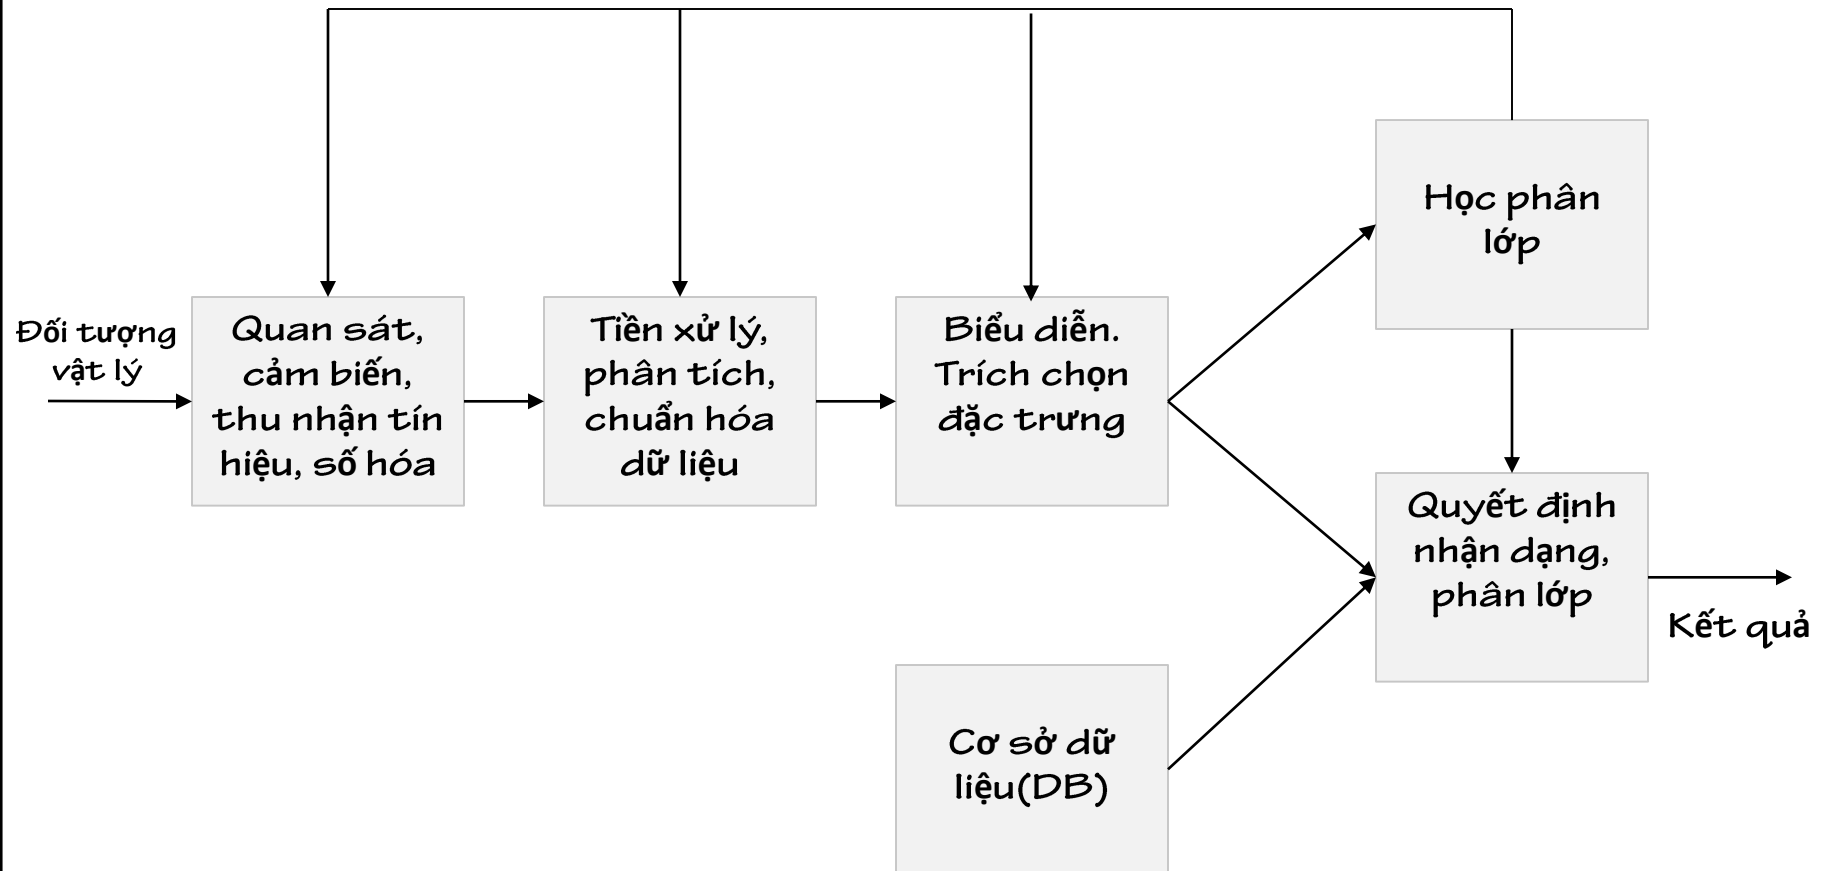 Đối tượng
vật lý
Quan sát,
cảm biến,
thu nhận tín
hiệu, số hóa
Tiền xử lý,
phân tích,
chuẩn hóa
dữ liệu
Biểu diễn.
Trích chọn
đặc trưng
Học phân
lớp
Quyết định
nhận dạng,
phân lớp
Kết quả
Cơ sở dữ
liệu(DB)